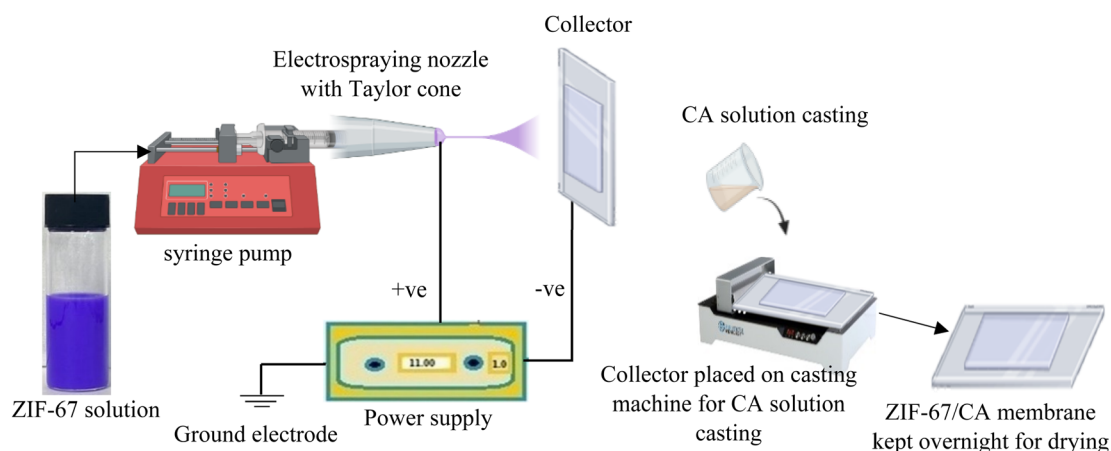 Collector
Electrospraying nozzle
with Taylor cone
CA solution casting
syringe pump
+ve
-ve
11.00
1.0
ZIF-67 solution
Ground electrode
Power supply
Collector placed on casting
machine for CA solution
casting
ZIF-67/CA membrane
kept overnight for drying